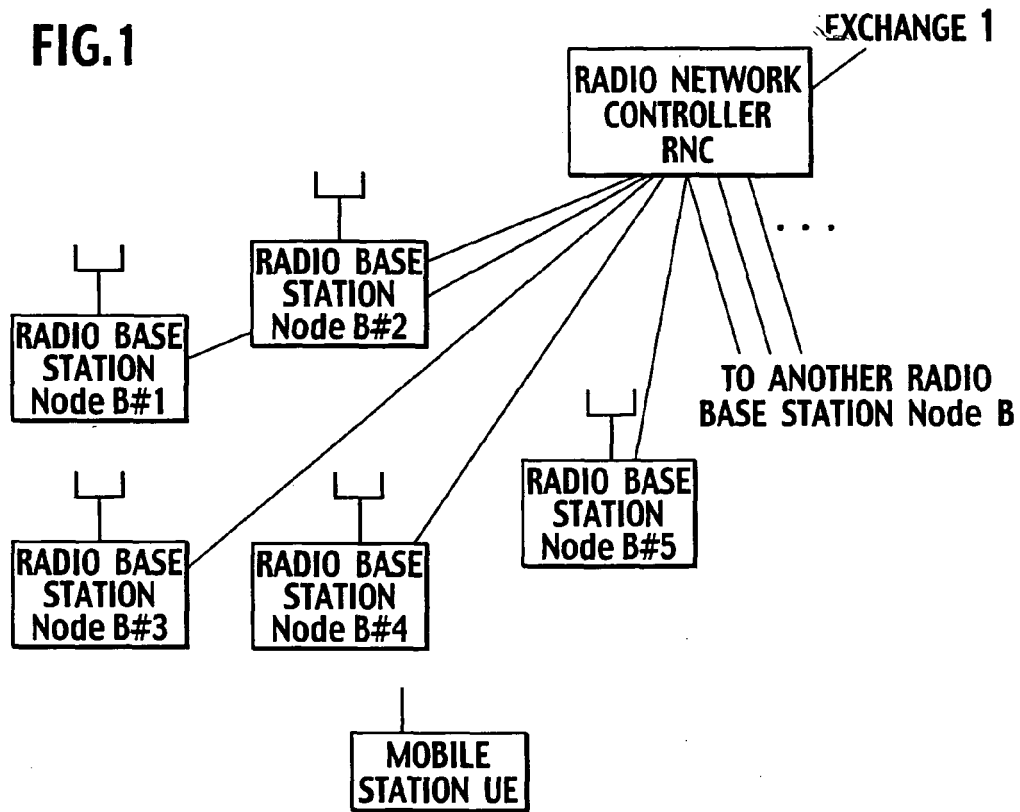 FIG.1
EXCHANGE 1
RADIO NETWORK
CONTROLLER
RNC
. . .
RADIO BASE
STATION
Node B#2
RADIO BASE
STATION
Node B#1
TO ANOTHER RADIO
BASE STATION Node B
RADIO BASE
STATION
Node B#5
RADIO BASE
STATION
Node B#3
RADIO BASE
STATION
Node B#4
MOBILE
STATION UE